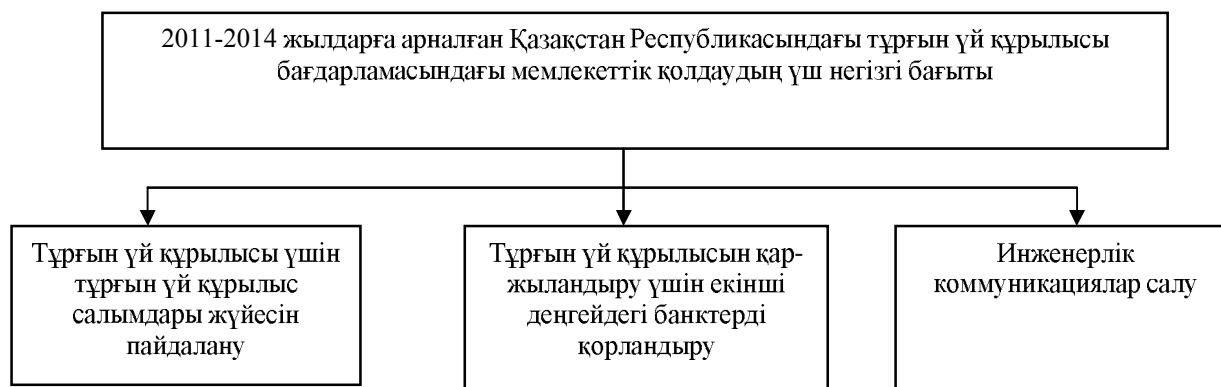 2011-2014 жылдарға арналған Қазақстан Республикасындағы тұрғын үй құрылысы
бағдарламасындағы мемлекеттік қолдаудың үш негізгі бағыты
Тұрғын үй құрылысы үшін
тұрғын үй құрылыс
салымдары жүйесін
пайдалану
Тұрғын үй құрылысын қар-
жыландыру үшін екінші
деңгейдегі банктерді
қорландыру
Инженерлік
коммуникациялар салу